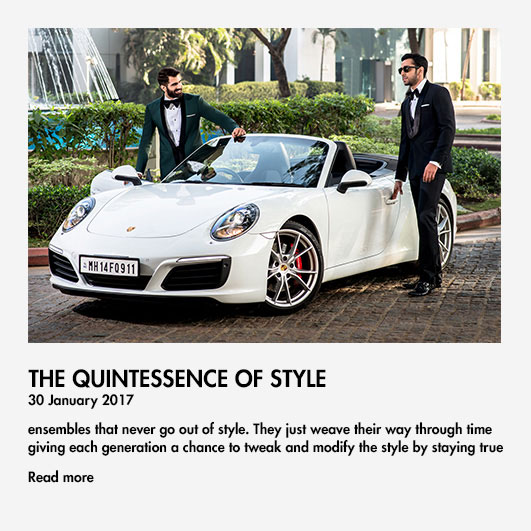 MH14FQ911
THE QUINTESSENCE OF STYLE
30 January 2017
ensembles that never go out of style. They just weave their way through time
giving each generation a chance to tweak and modify the style by staying true
Read more